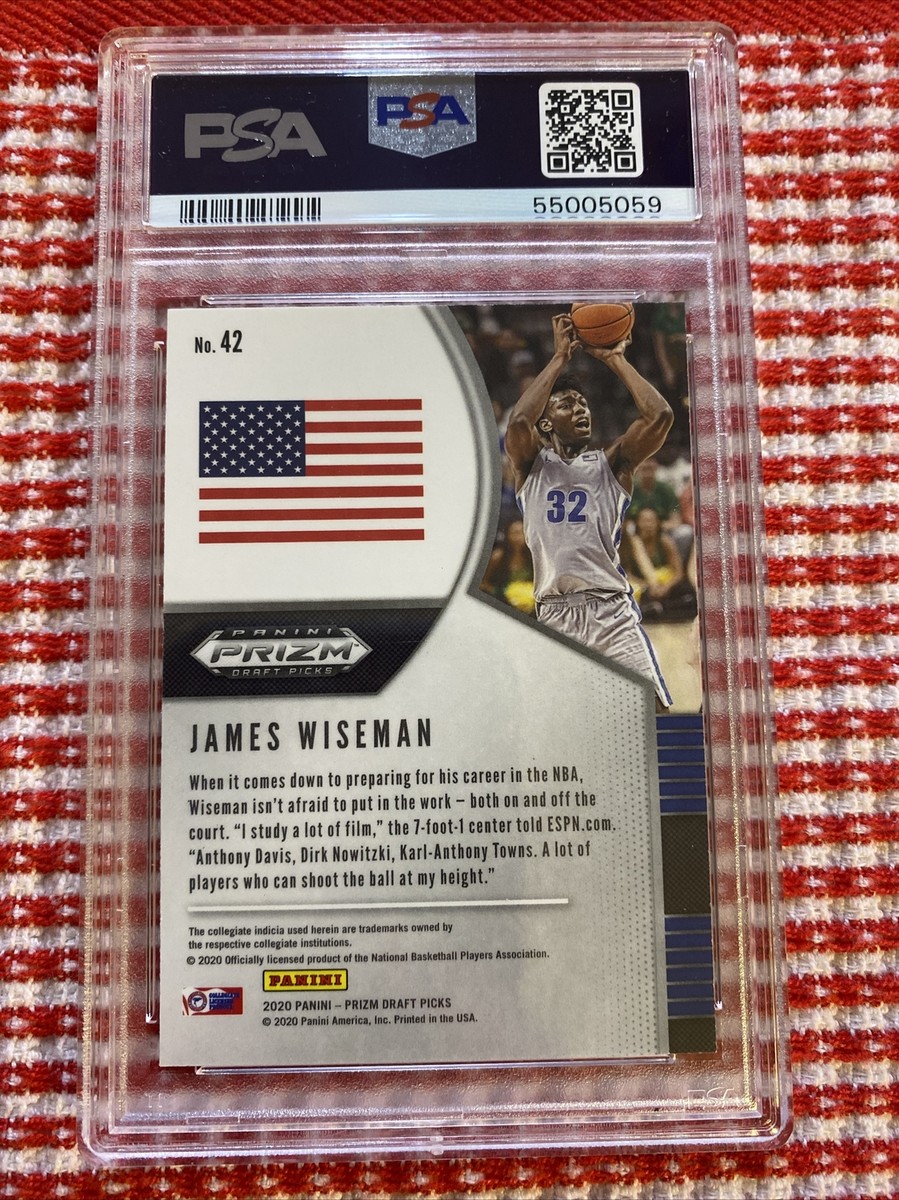 PSA
PSA
55005059
No. 42
32
PANINI
PRIZM
DRAFT PICKS
JAMES WISEMAN
When it comes down to preparing for his career in the NBA,
Wiseman isn't afraid to put in the work – both on and off the
court. “I study a lot of film,” the 7-foot-1 center told ESPN.com.
“Anthony Davis, Dirk Nowitzki, Karl-Anthony Towns. A lot of
players who can shoot the ball at my height.”
The collegiate indicia used herein are trademarks owned by
the respective collegiate institutions.
© 2020 Officially licensed product of the National Basketball Players Association.
PANINI
2020 PANINI – PRIZM DRAFT PICKS
© 2020 Panini America, Inc. Printed in the USA.
PSA